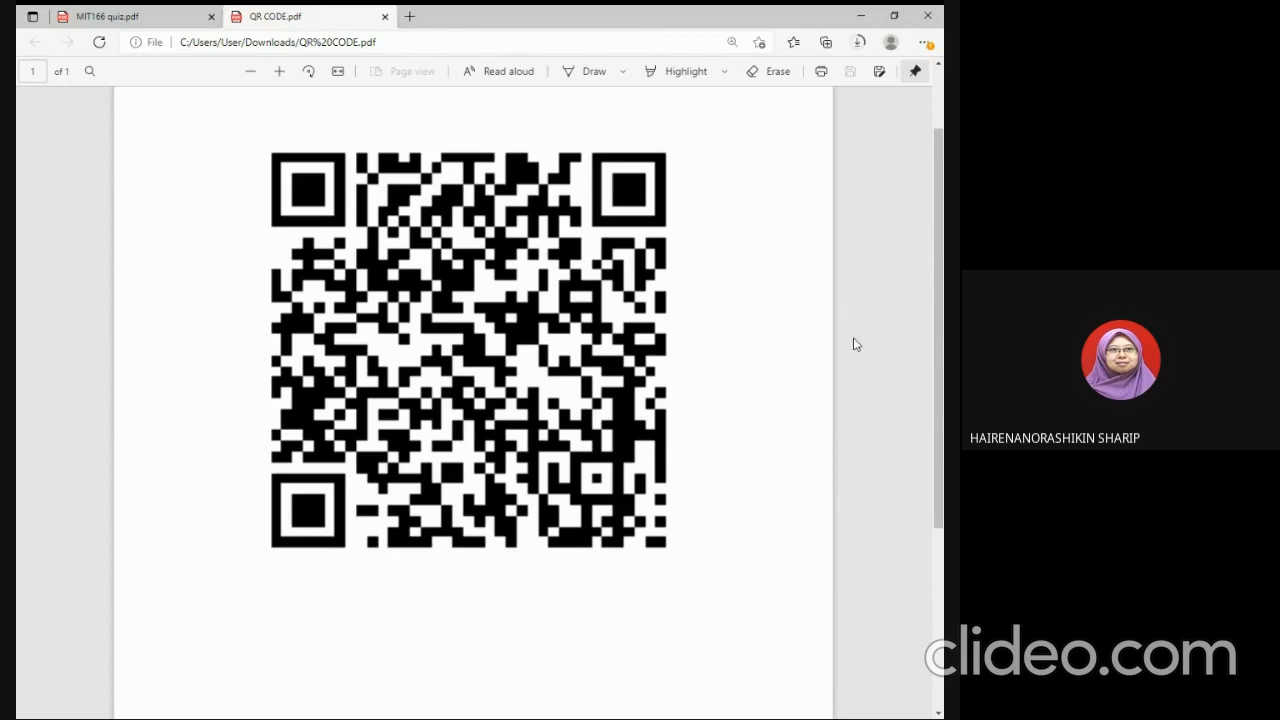 MIT166 quiz.pdf
QR CODE.pdf
File
C:/Users/User/Downloads/QR%20CODE.pdf
1 of 1
Page view
Read aloud
Draw
Highlight
Erase
HAIRENANORASHIKIN SHARIP
clideo.com